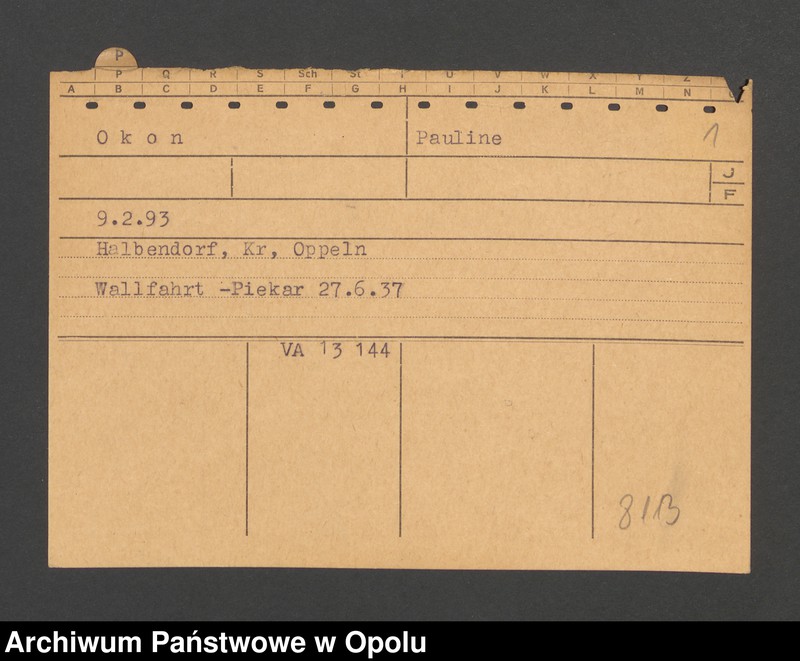 P
P Q R S Sch St T U V W X Y Z
A B C D E F G H I J K L M N
O k o n Pauline 1
J
F
9.2.93
Halbendorf, Kr, Oppeln
Wallfahrt -Piekar 27.6.37
VA 13 144
8113
Archiwum Państwowe w Opolu